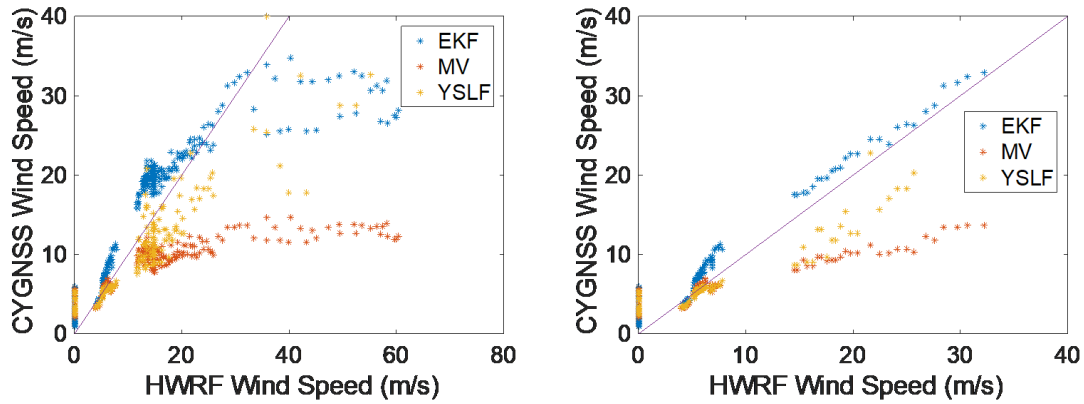 CYGNSS Wind Speed (m/s)
40
30
20
10
0
EKF
MV
YSLF
0 20 40 60 80
HWRF Wind Speed (m/s)
CYGNSS Wind Speed (m/s)
40
30
20
10
0
EKF
MV
YSLF
0 10 20 30 40
HWRF Wind Speed (m/s)